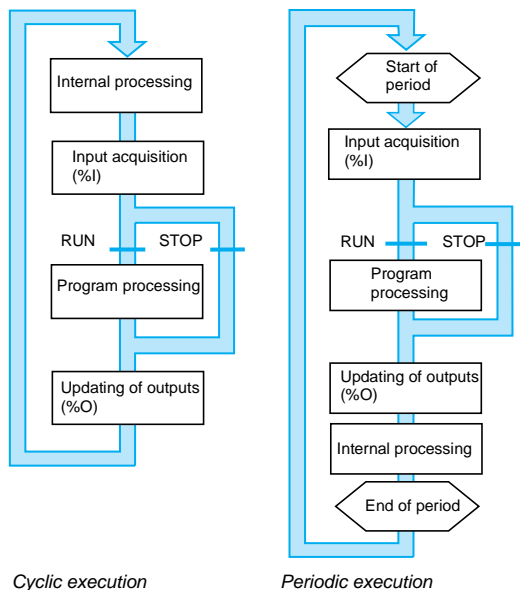 Internal processing
Input acquisition
(%I)
RUN
STOP
Program processing
Updating of outputs
(%O)
Cyclic execution
Start of
period
Input acquisition
(%I)
RUN
STOP
Program
processing
Updating of outputs
(%O)
Internal processing
End of period
Periodic execution